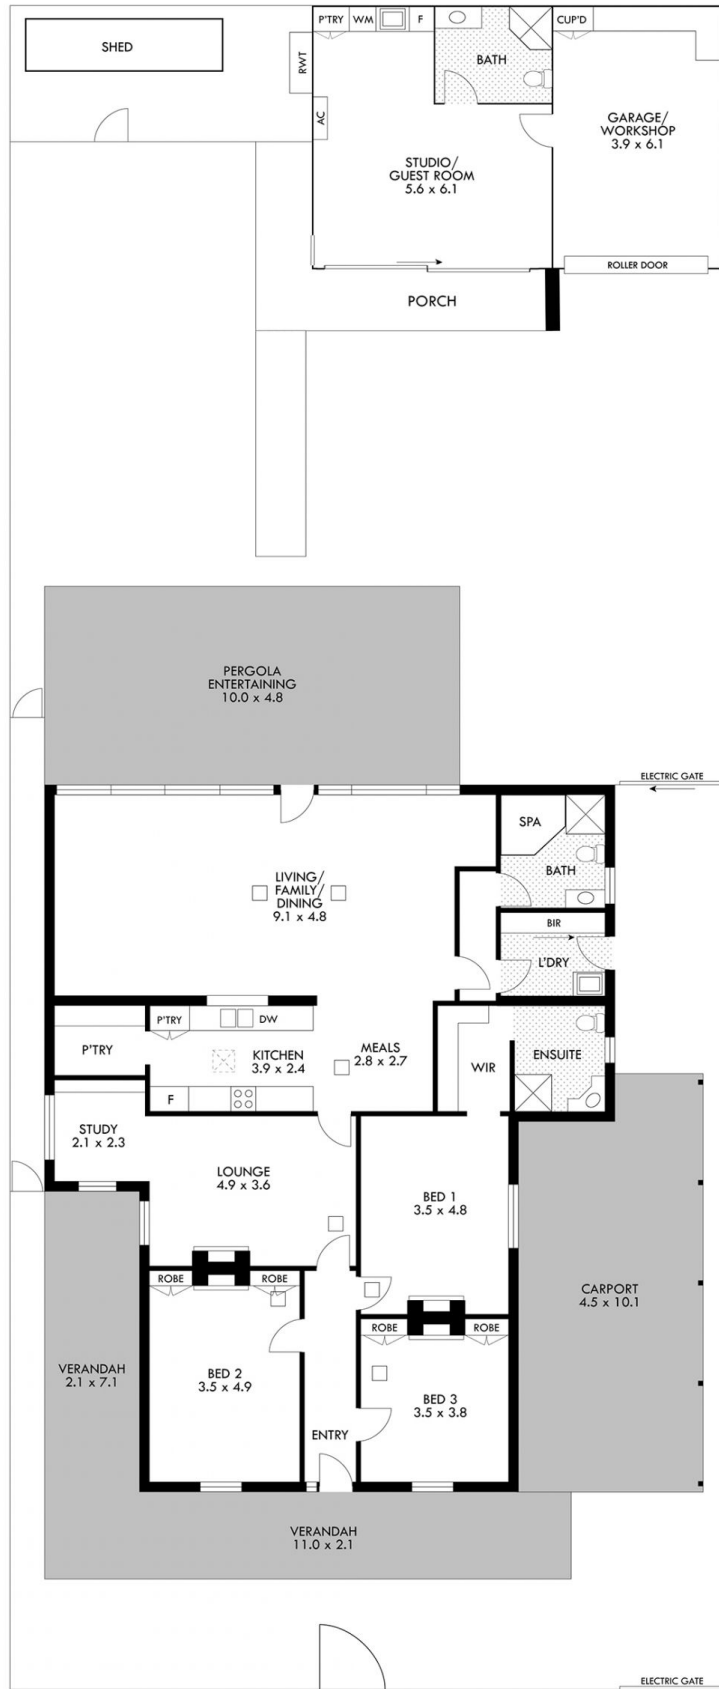 P'TRY
WM
F
CUP'D
SHED
RWT
BATH
AC
GARAGE/
WORKSHOP
3.9 x 6.1
STUDIO/
GUEST ROOM
5.6 x 6.1
ROLLER DOOR
PORCH
PERGOLA
ENTERTAINING
10.0 x 4.8
ELECTRIC GATE
SPA
BATH
LIVING/
FAMILY/
DINING
9.1 x 4.8
BIR
L'DRY
P'TRY
DW
P'TRY
KITCHEN
3.9 x 2.4
MEALS
2.8 x 2.7
WIR
ENSUITE
F
STUDY
2.1 x 2.3
LOUNGE
4.9 x 3.6
BED 1
3.5 x 4.8
ROBE
ROBE
CARPORT
4.5 x 10.1
ROBE
ROBE
VERANDAH
2.1 x 7.1
BED 2
3.5 x 4.9
BED 3
3.5 x 3.8
ENTRY
VERANDAH
11.0 x 2.1
ELECTRIC GATE